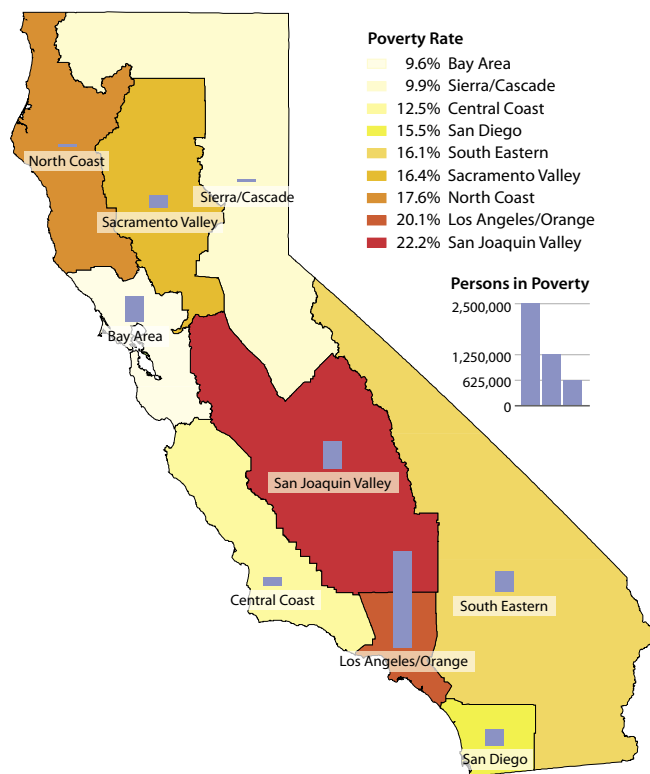 Poverty Rate
9.6% Bay Area
9.9% Sierra/Cascade
12.5% Central Coast
15.5% San Diego
16.1% South Eastern
16.4% Sacramento Valley
17.6% North Coast
20.1% Los Angeles/Orange
22.2% San Joaquin Valley
North Coast
Sierra/Cascade
Sacramento Valley
Persons in Poverty
2,500,000
1,250,000
625,000
0
Bay Area
San Joaquin Valley
Central Coast
South Eastern
Los Angeles/Orange
San Diego